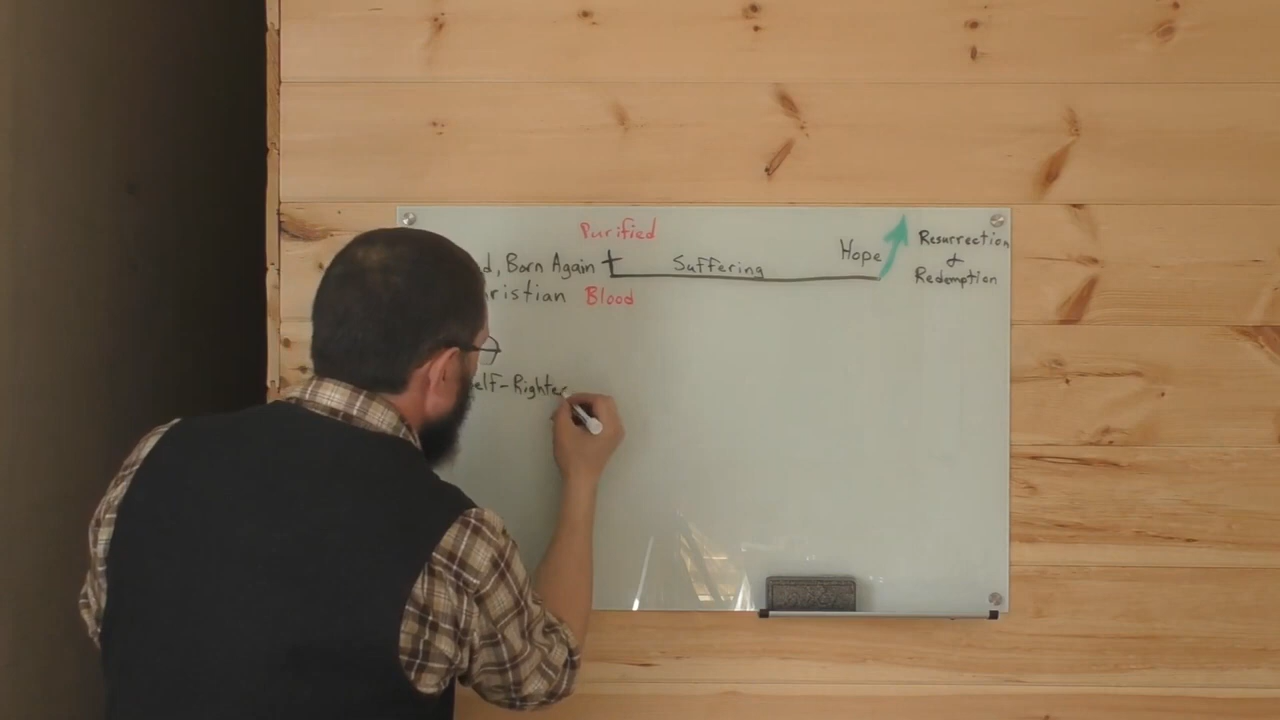 Purified
d, Born Again
Suffering
Hope
Resurrection
&
Redemption
ristian Blood
elf-Righte